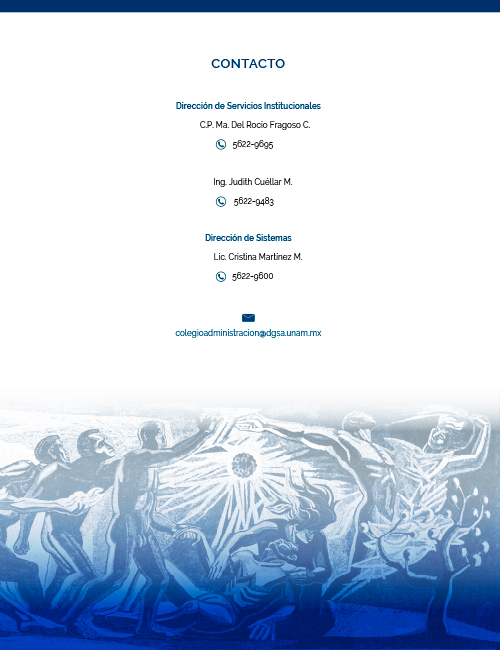 CONTACTO
Dirección de Servicios Institucionales
C.P. Ma. Del Rocío Fragoso C.
5622-9695
Ing. Judith Cuéllar M.
5622-9483
Dirección de Sistemas
Lic. Cristina Martínez M.
5622-9600
colegioadministracion@dgsa.unam.mx